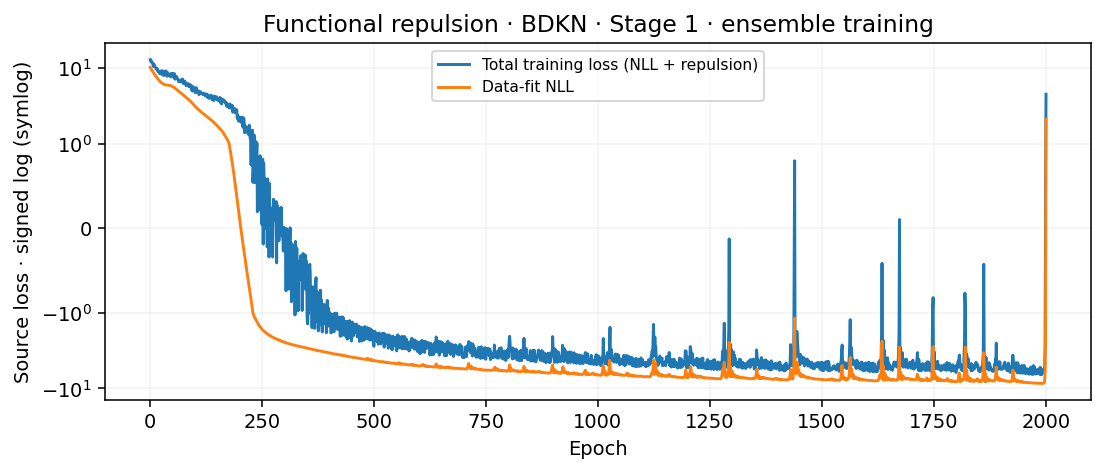 Functional repulsion · BDKN · Stage 1 · ensemble training
Source loss · signed log (symlog)
10¹
10⁰
0
−10⁰
−10¹
Total training loss (NLL + repulsion)
Data-fit NLL
0 250 500 750 1000 1250 1500 1750 2000
Epoch